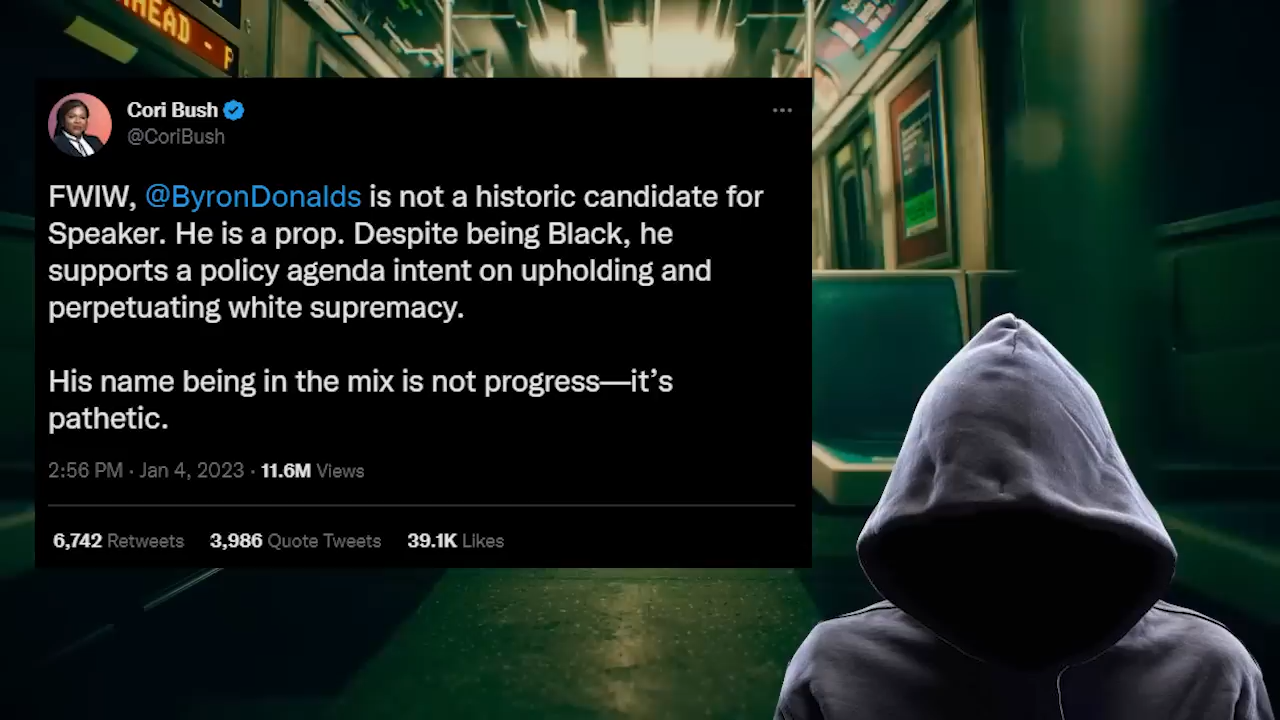 HEAD - F
Cori Bush
@CoriBush
FWIW, @ByronDonalds is not a historic candidate for
Speaker. He is a prop. Despite being Black, he
supports a policy agenda intent on upholding and
perpetuating white supremacy.
His name being in the mix is not progress—it's
pathetic.
2:56 PM · Jan 4, 2023 · 11.6M Views
6,742 Retweets 3,986 Quote Tweets 39.1K Likes